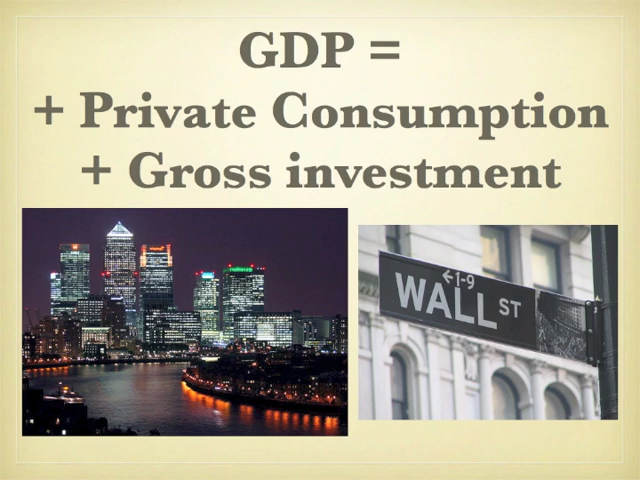 GDP =
+ Private Consumption
+ Gross investment
←1-9
WALL ST